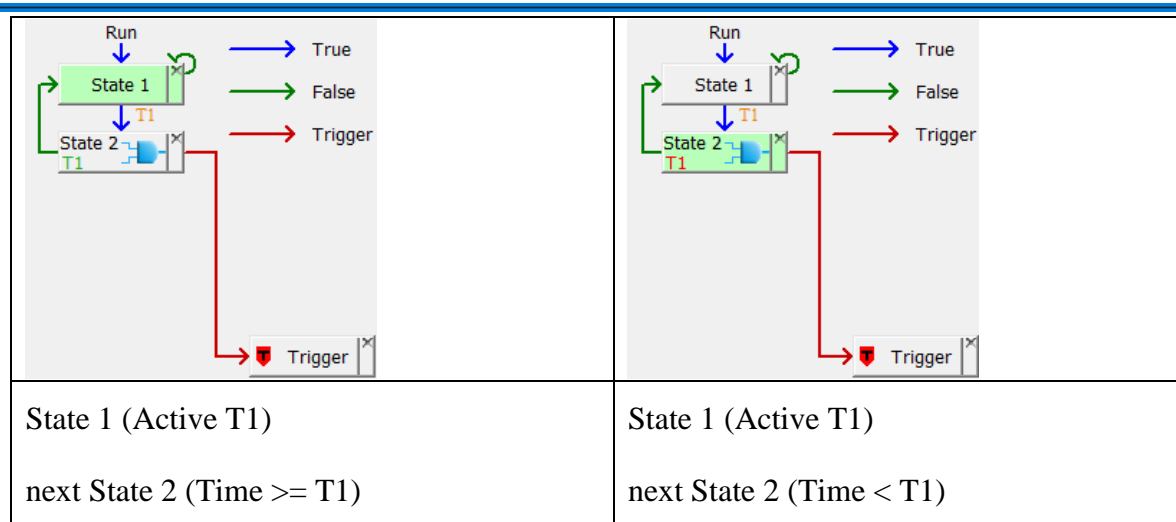 Run
True
State 1
False
T1
State 2
T1
Trigger
T Trigger
State 1 (Active T1)
next State 2 (Time >= T1)
Run
True
State 1
False
T1
State 2
T1
Trigger
T Trigger
State 1 (Active T1)
next State 2 (Time < T1)